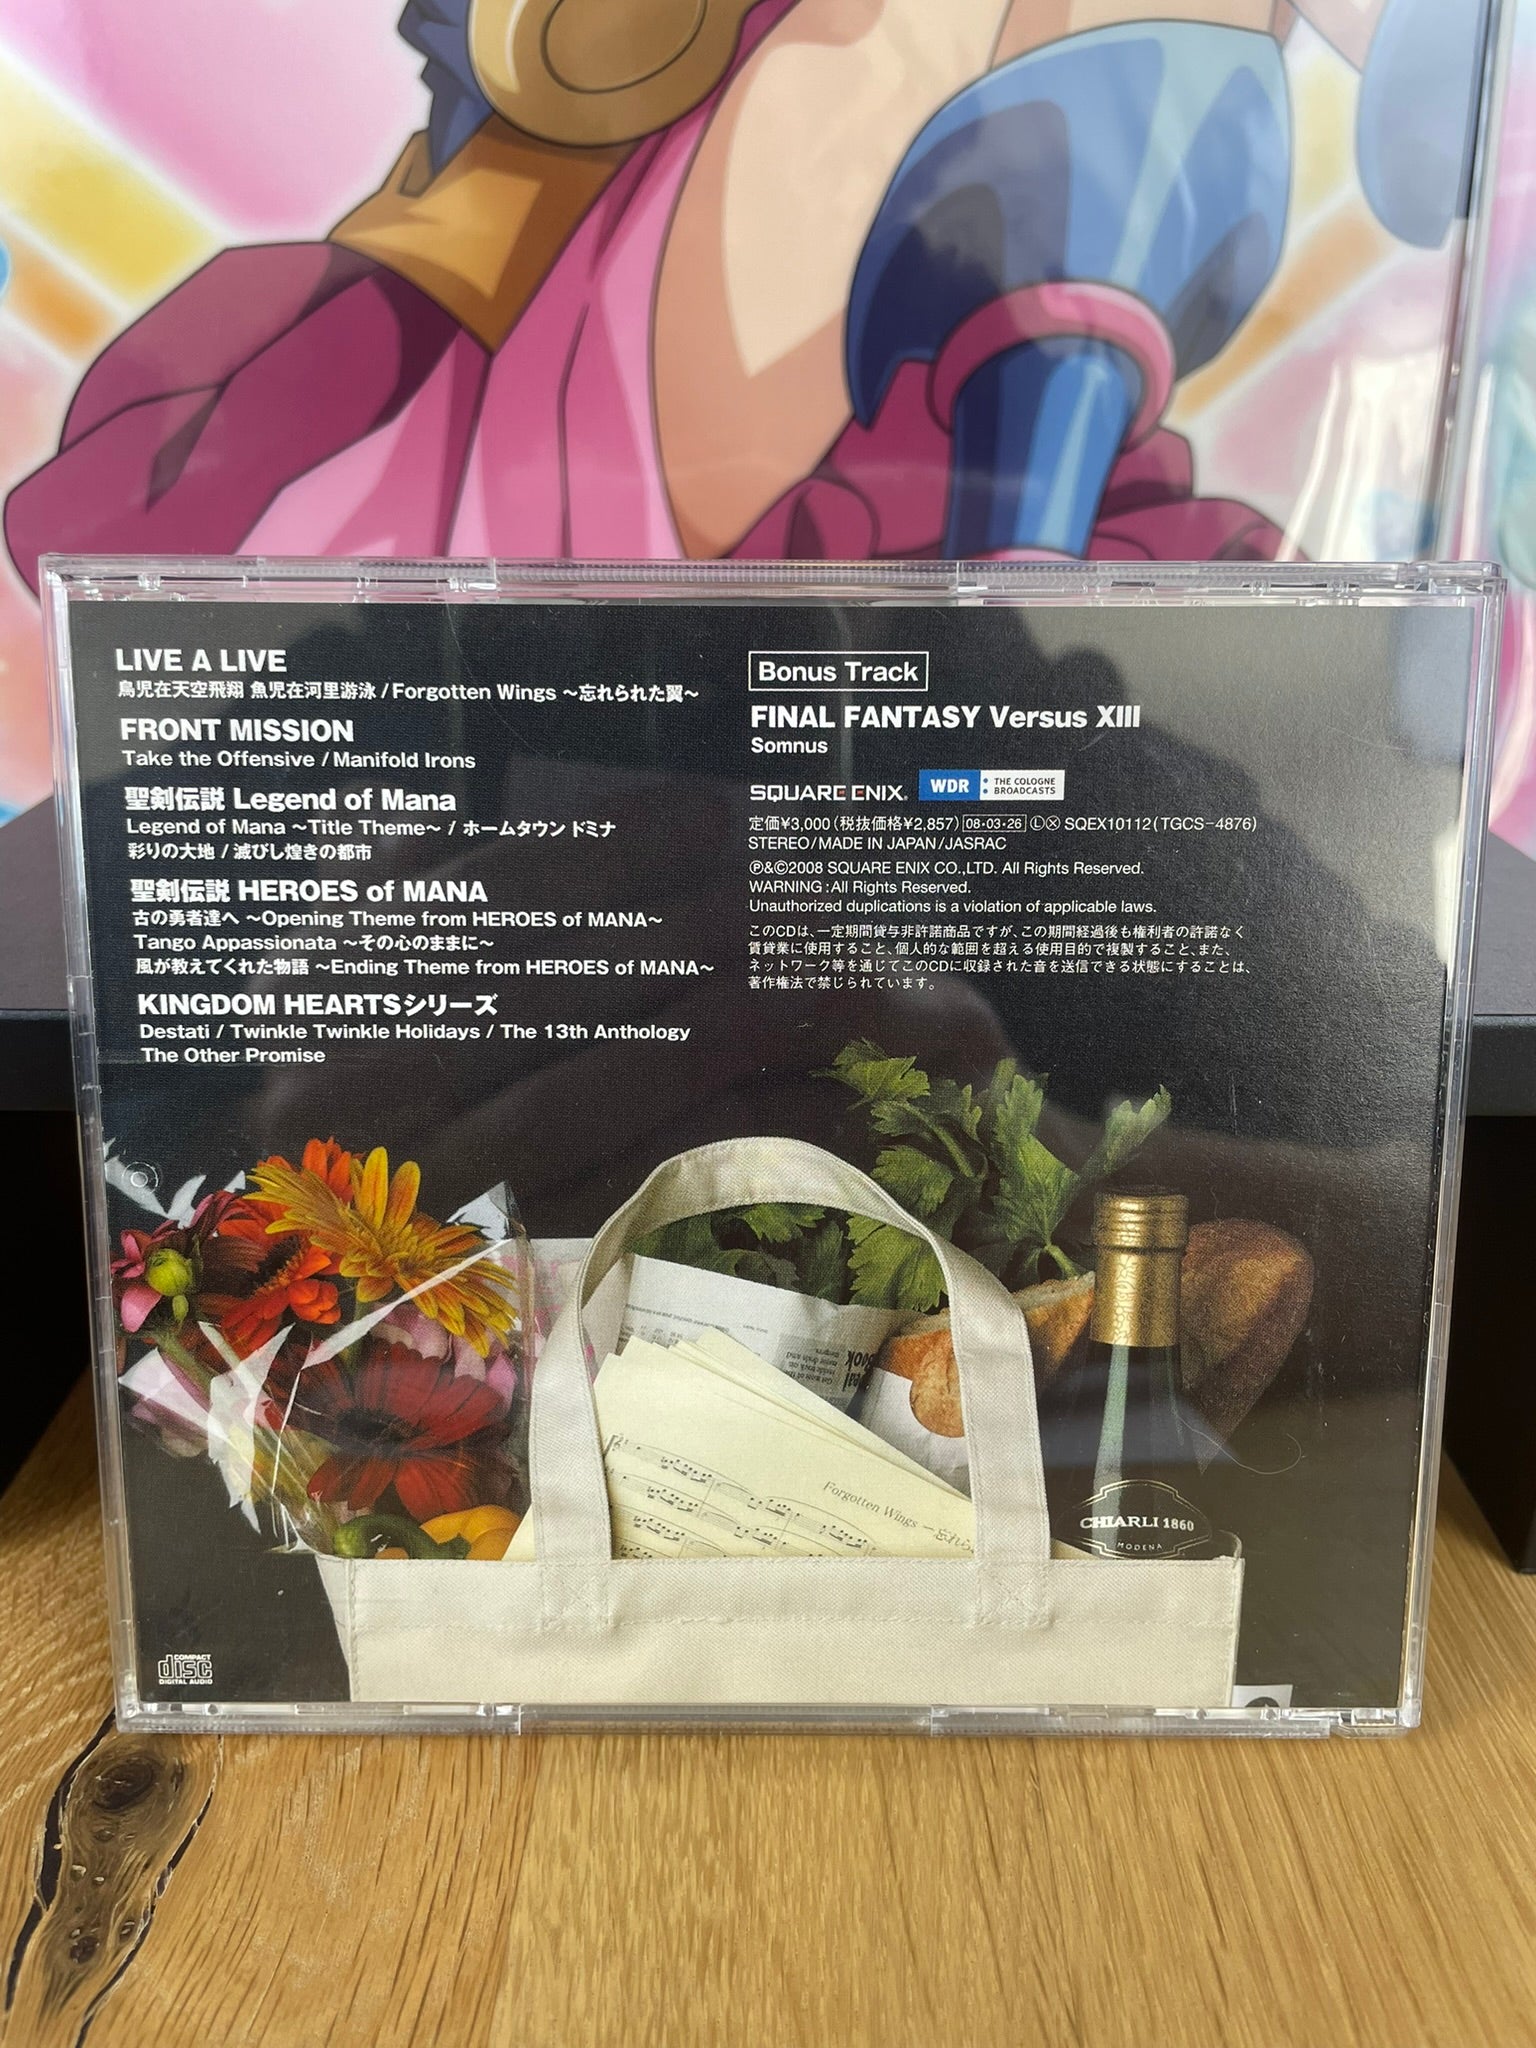 LIVE A LIVE
鳥児在天空飛翔 魚児在河里游泳 / Forgotten Wings ～忘れられた翼～
FRONT MISSION
Take the Offensive / Manifold Irons
聖剣伝説 Legend of Mana
Legend of Mana ～Title Theme～ / ホームタウン ドミナ
彩りの大地 / 滅びし煌きの都市
聖剣伝説 HEROES of MANA
古の勇者達へ ～Opening Theme from HEROES of MANA～
Tango Appassionata ～その心のままに～
風が教えてくれた物語 ～Ending Theme from HEROES of MANA～
KINGDOM HEARTSシリーズ
Destati / Twinkle Twinkle Holidays / The 13th Anthology
The Other Promise
Bonus Track
FINAL FANTASY Versus XIII
Somnus
SQUARE ENIX.
WDR THE COLOGNE
BROADCASTS
定価¥3,000(税抜価格¥2,857) 08・03・26 Ⓛⓧ SQEX10112(TGCS-4876)
STEREO/MADE IN JAPAN/JASRAC
Ⓟ&©2008 SQUARE ENIX CO.,LTD. All Rights Reserved.
WARNING:All Rights Reserved.
Unauthorized duplications is a violation of applicable laws.
このCDは、一定期間貸与非許諾商品ですが、この期間経過後も権利者の許諾なく
賃貸業に使用すること、個人的な範囲を超える使用目的で複製すること、また、
ネットワーク等を通じてこのCDに収録された音を送信できる状態にすることは、
著作権法で禁じられています。
Forgotten Wings
CHIARLI 1860
MODENA
COMPACT
disc
DIGITAL AUDIO